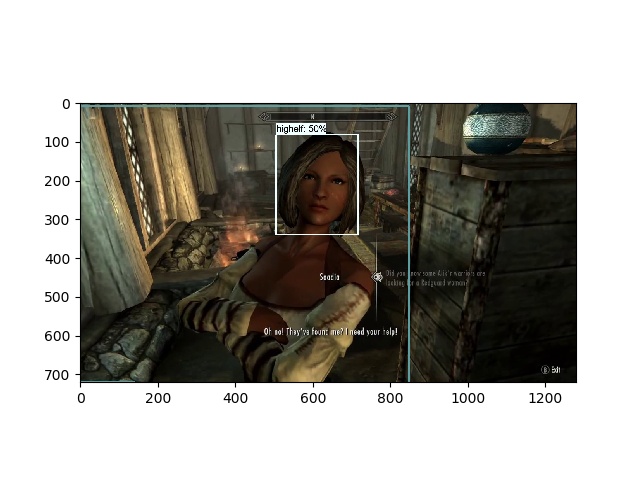 0
100
200
300
400
500
600
700
N
highelf: 50%
Saadia
Did you know some Alik'r warriors are
looking for a Redguard woman?
Oh no! They've found me? I need your help!
Exit
0
200
400
600
800
1000
1200